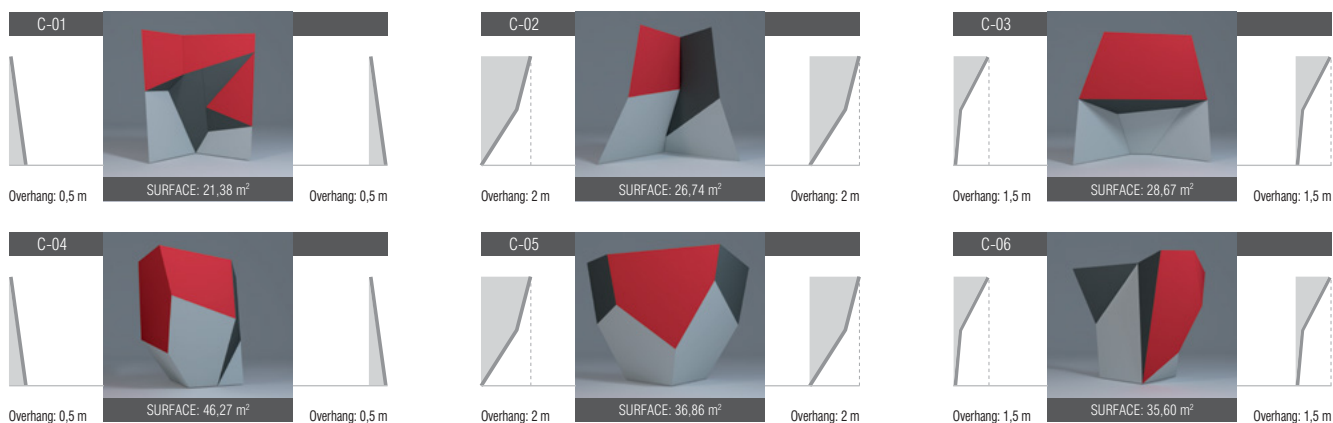 C-01
C-02
C-03
SURFACE: 21,38 m²
SURFACE: 26,74 m²
SURFACE: 28,67 m²
Overhang: 0,5 m
Overhang: 0,5 m
Overhang: 2 m
Overhang: 2 m
Overhang: 1,5 m
Overhang: 1,5 m
C-04
C-05
C-06
SURFACE: 46,27 m²
SURFACE: 36,86 m²
SURFACE: 35,60 m²
Overhang: 0,5 m
Overhang: 0,5 m
Overhang: 2 m
Overhang: 2 m
Overhang: 1,5 m
Overhang: 1,5 m